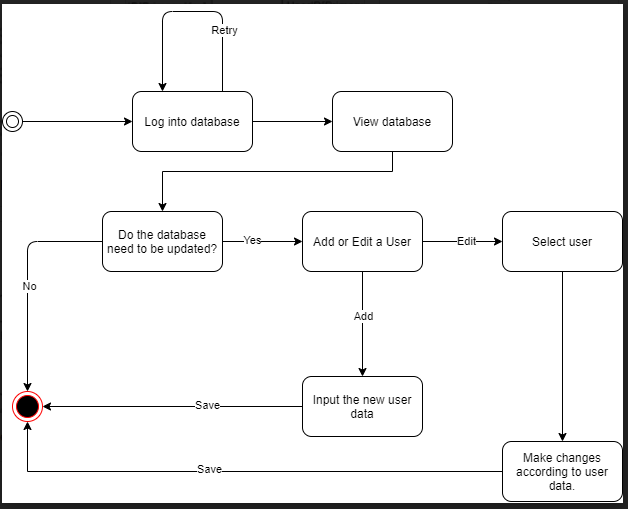 Retry
Log into database
View database
Do the database
need to be updated?
Yes
Add or Edit a User
Edit
Select user
No
Add
Input the new user
data
Save
Make changes
according to user
data.
Save